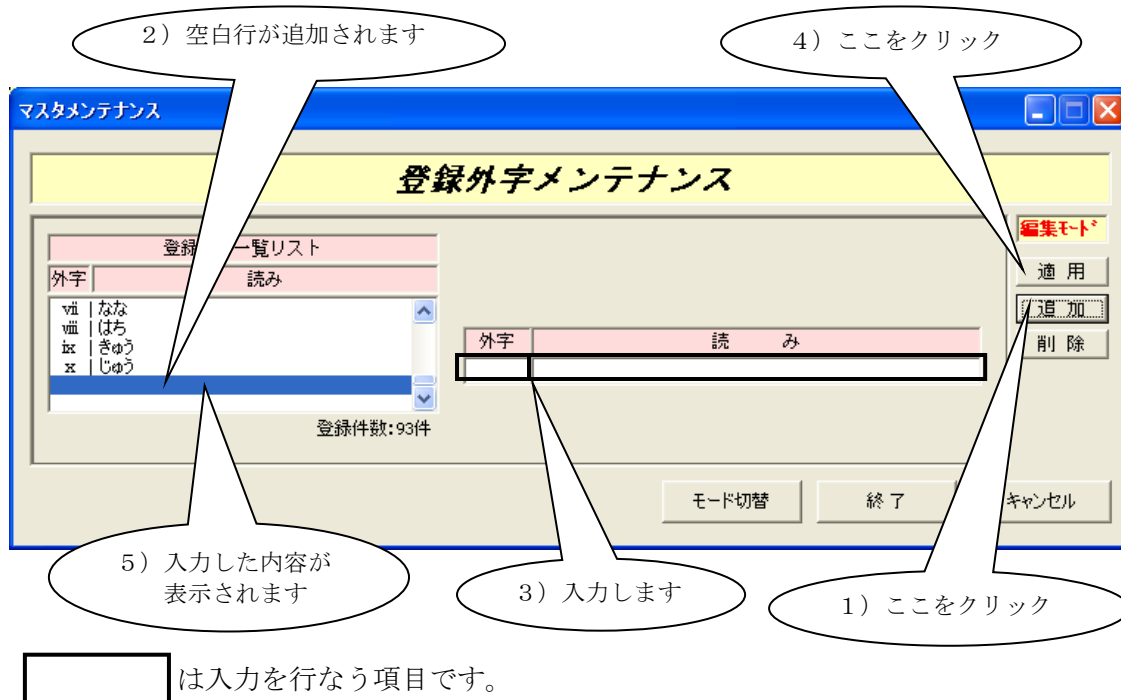 2）空白行が追加されます
4）ここをクリック
マスタメンテナンス
登録外字メンテナンス
編集ﾓｰﾄﾞ
登録 一覧リスト
外字 読み
ⅶ |なな
ⅷ |はち
ⅸ |きゅう
ⅹ |じゅう
登録件数:93件
外字 読 み
適 用
追 加
削 除
モード切替 終 了 キャンセル
5）入力した内容が
表示されます
3）入力します
1）ここをクリック
は入力を行なう項目です。